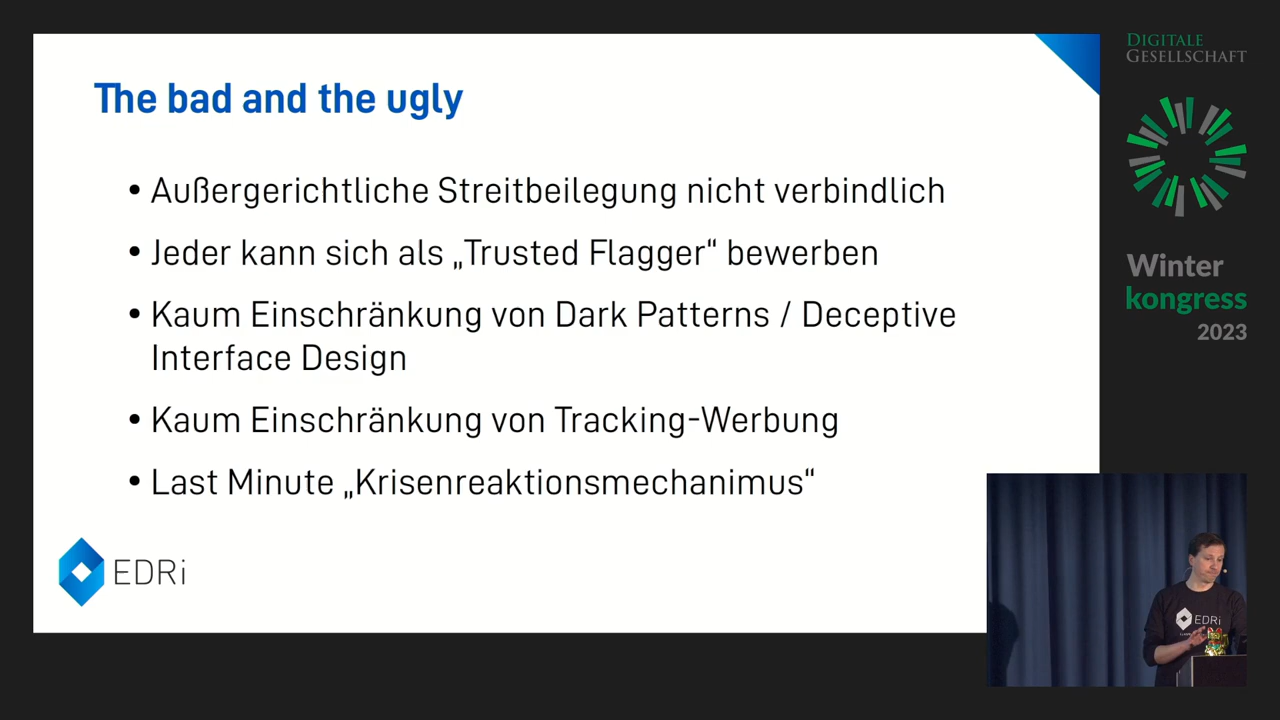 The bad and the ugly
• Außergerichtliche Streitbeilegung nicht verbindlich
• Jeder kann sich als „Trusted Flagger“ bewerben
• Kaum Einschränkung von Dark Patterns / Deceptive
Interface Design
• Kaum Einschränkung von Tracking-Werbung
• Last Minute „Krisenreaktionsmechanimus“
EDRi
DIGITALE
GESELLSCHAFT
Winter
kongress
2023
EDRi